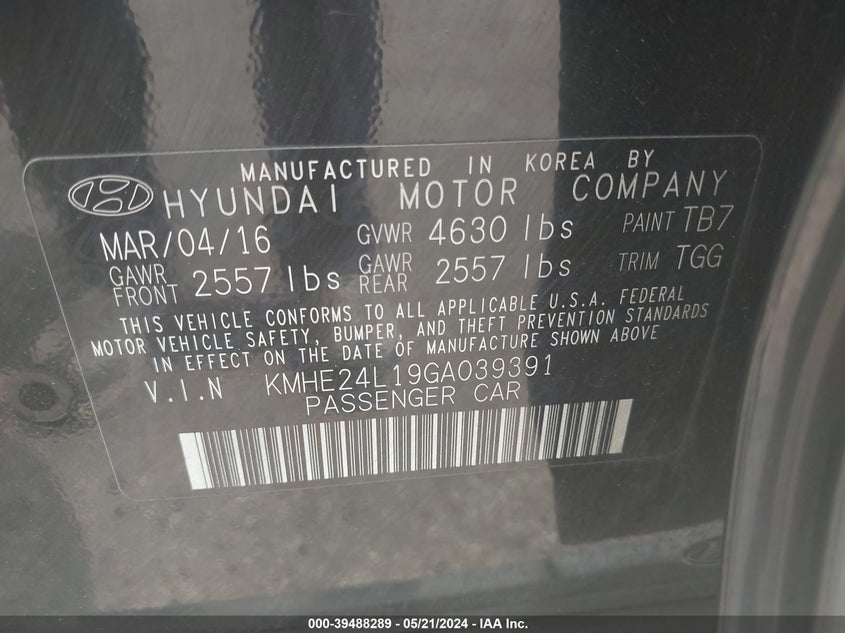 MANUFACTURED IN KOREA BY
HYUNDAI MOTOR COMPANY
MAR/04/16 GVWR 4630 lbs PAINT TB7
GAWR FRONT 2557 lbs GAWR REAR 2557 lbs TRIM TGG
THIS VEHICLE CONFORMS TO ALL APPLICABLE U.S.A. FEDERAL
MOTOR VEHICLE SAFETY, BUMPER, AND THEFT PREVENTION STANDARDS
IN EFFECT ON THE DATE OF MANUFACTURE SHOWN ABOVE
V.I.N KMHE24L19GA039391
PASSENGER CAR
000-39488289 - 05/21/2024 - IAA Inc.